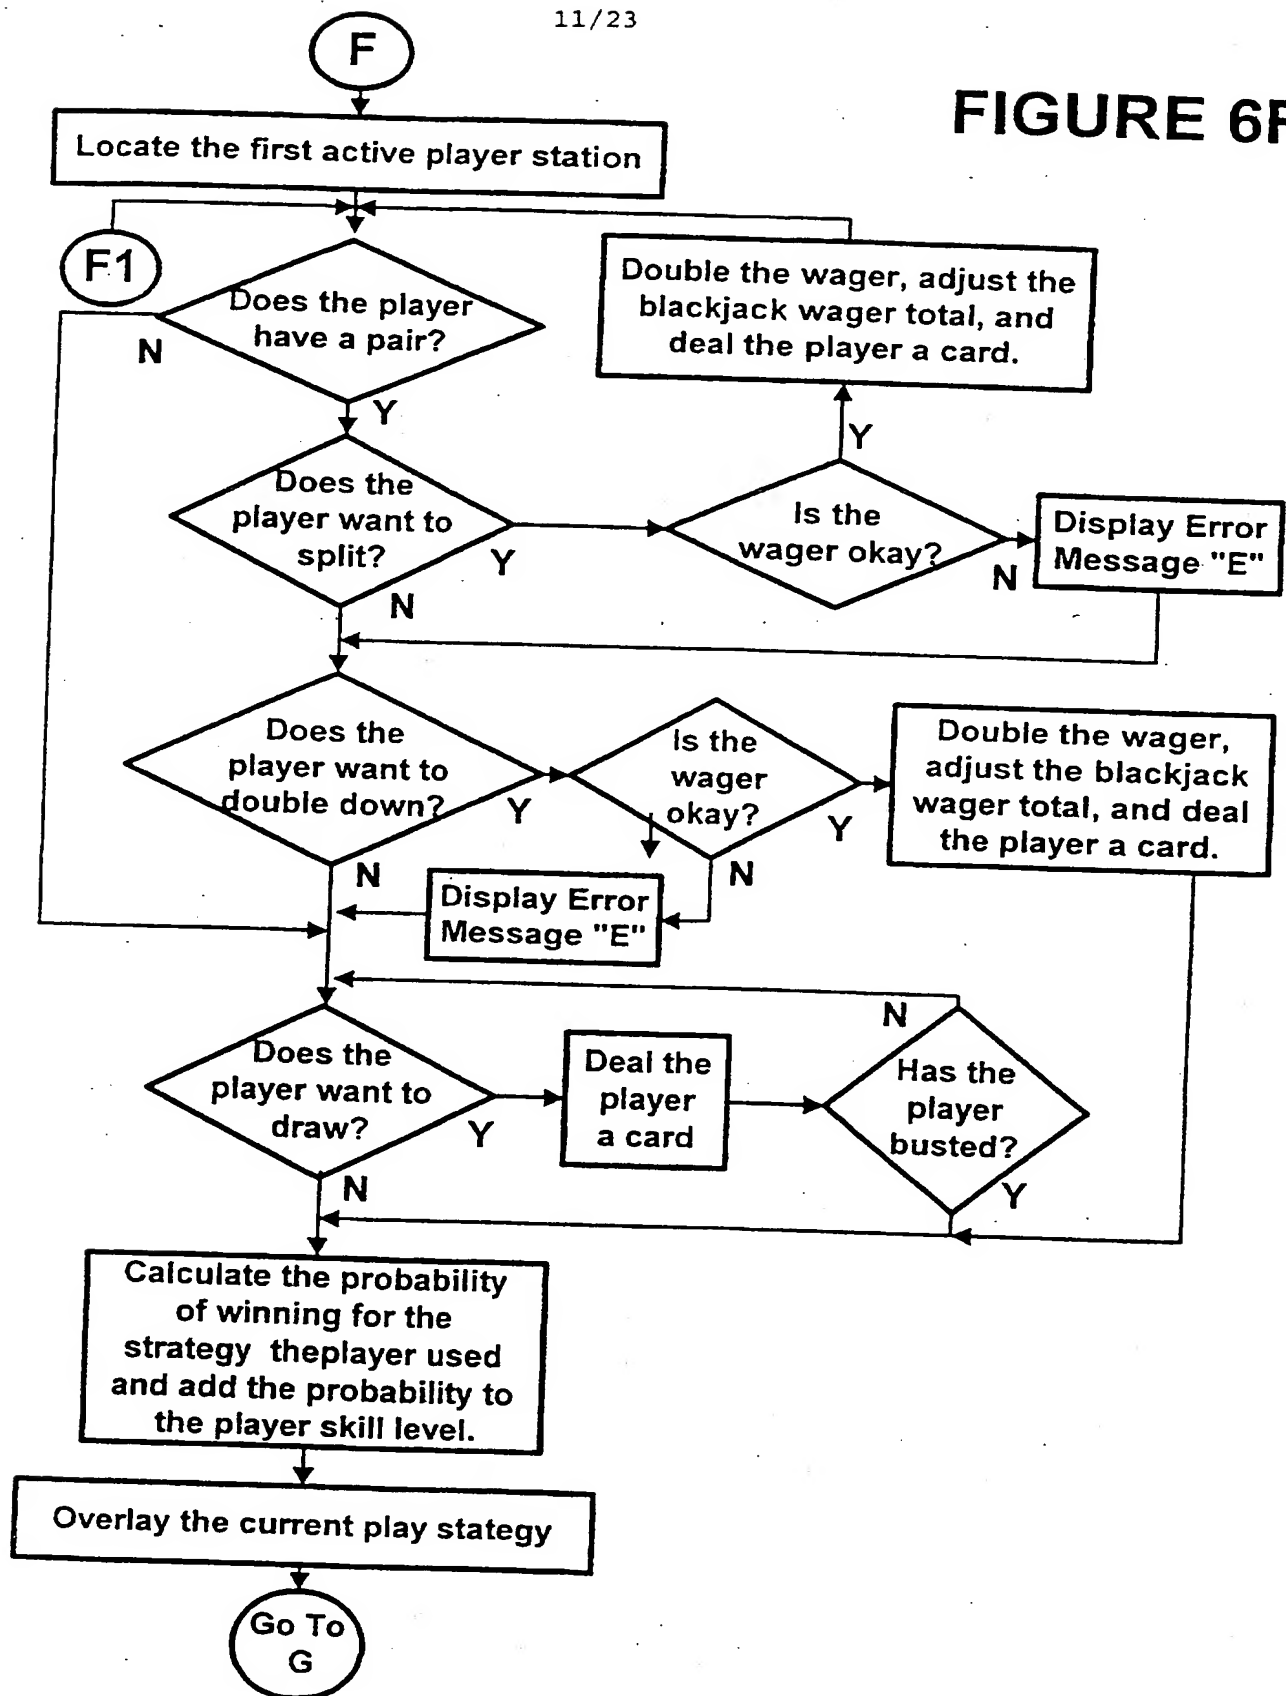 11/23
F
FIGURE 6F
Locate the first active player station
F1
Does the player
have a pair?
N
Y
Double the wager, adjust the
blackjack wager total, and
deal the player a card.
Y
Does the
player want to
split?
Y
N
Is the
wager okay?
N
Display Error
Message "E"
Does the
player want to
double down?
Y
N
Is the
wager
okay?
Y
N
Double the wager,
adjust the blackjack
wager total, and deal
the player a card.
Display Error
Message "E"
Does the
player want to
draw?
Y
N
Deal the
player
a card
N
Has the
player
busted?
Y
Calculate the probability
of winning for the
strategy theplayer used
and add the probability to
the player skill level.
Overlay the current play stategy
Go To
G